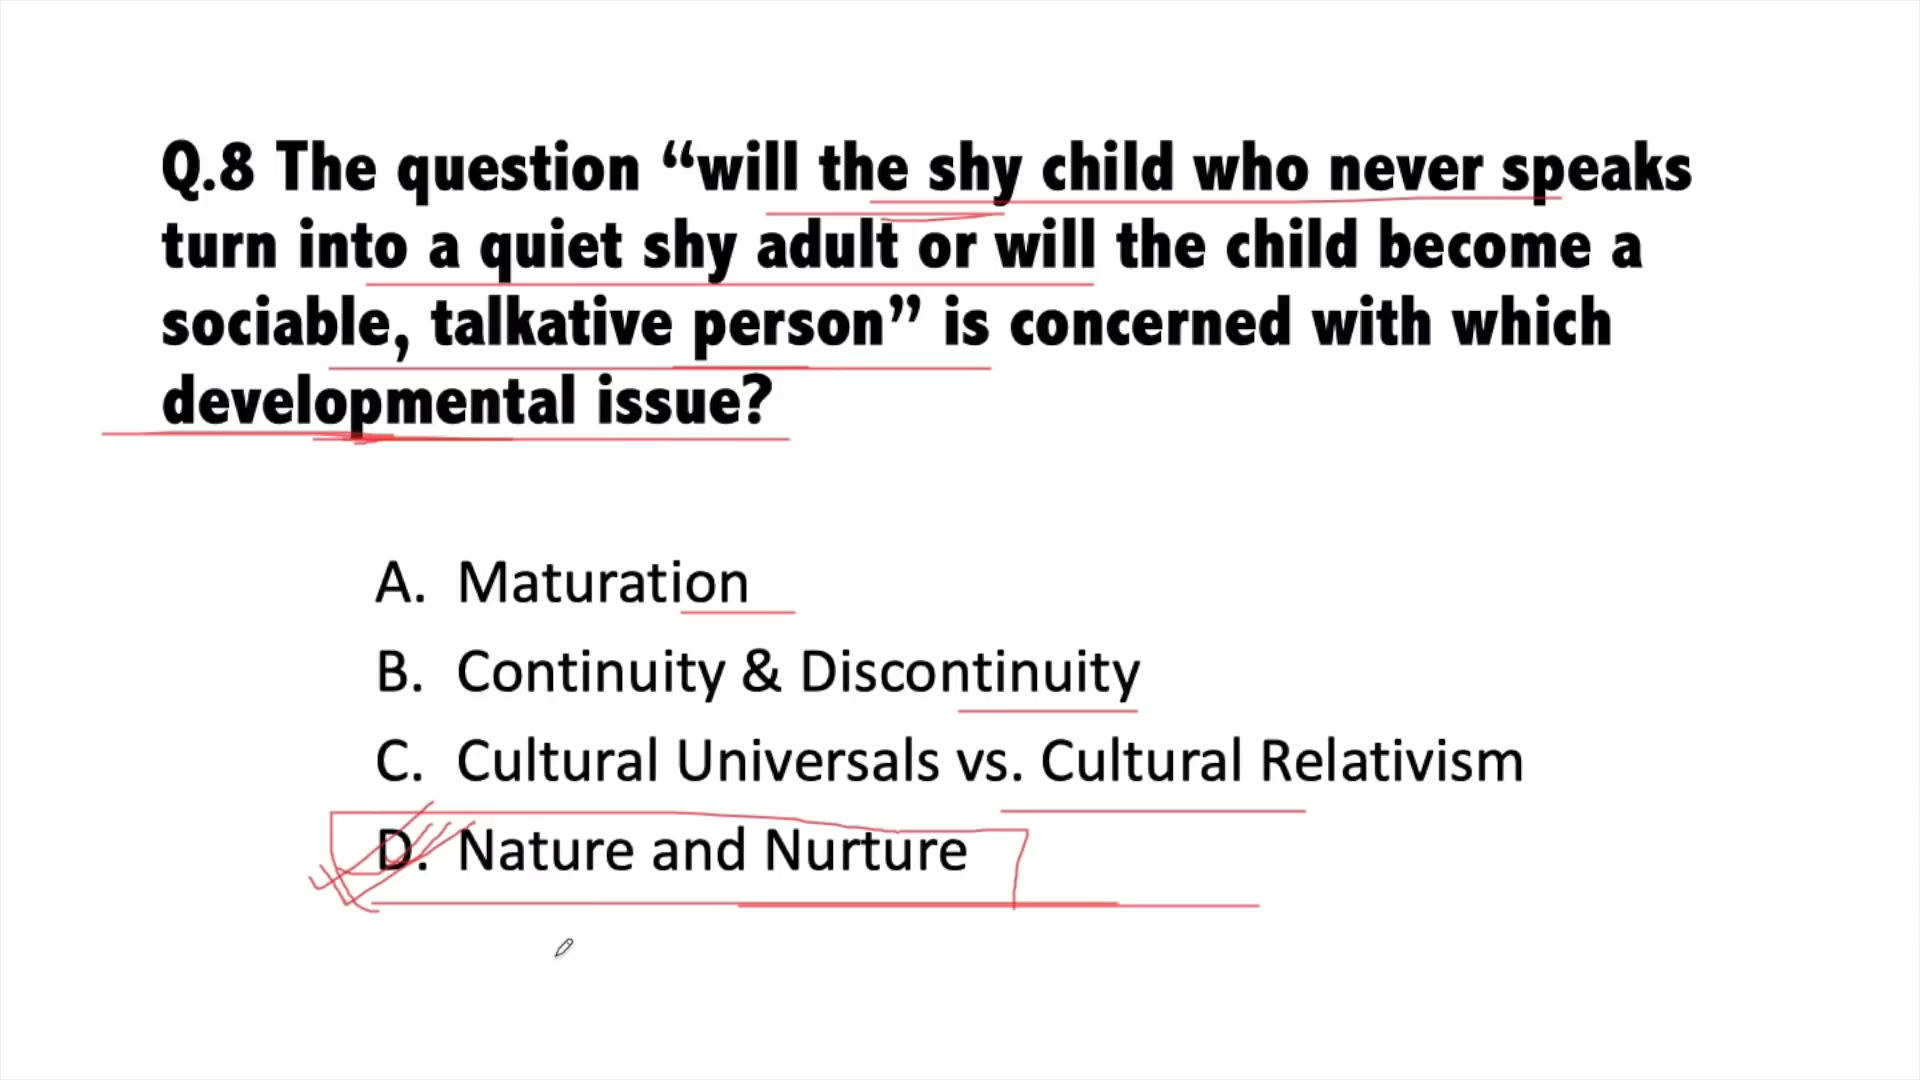 Q.8 The question “will the shy child who never speaks
turn into a quiet shy adult or will the child become a
sociable, talkative person” is concerned with which
developmental issue?
A. Maturation
B. Continuity & Discontinuity
C. Cultural Universals vs. Cultural Relativism
D. Nature and Nurture